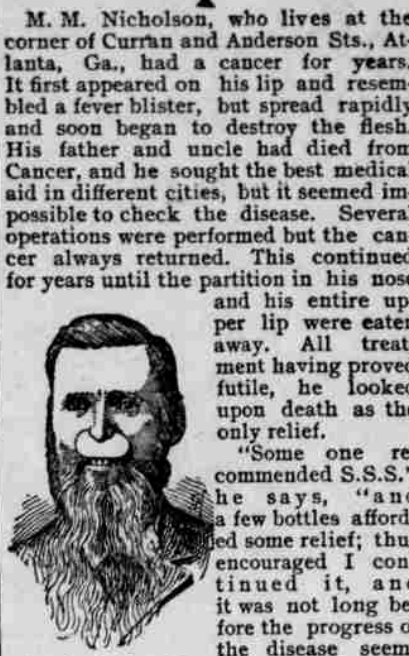 M. M. Nicholson, who lives at the
corner of Curran and Anderson Sts., At-
lanta, Ga., had a cancer for years.
It first appeared on his lip and resem-
bled a fever blister, but spread rapidly
and soon began to destroy the flesh.
His father and uncle had died from
Cancer, and he sought the best medical
aid in different cities, but it seemed im-
possible to check the disease. Several
operations were performed but the can-
cer always returned. This continued
for years until the partition in his nose
and his entire up-
per lip were eaten
away. All treat-
ment having proved
futile, he looked
upon death as the
only relief.
"Some one re-
commended S.S.S."
he says, "and
a few bottles afford-
ed some relief; thus
encouraged I con-
tinued it, and
it was not long be-
fore the progress of
the disease seem-